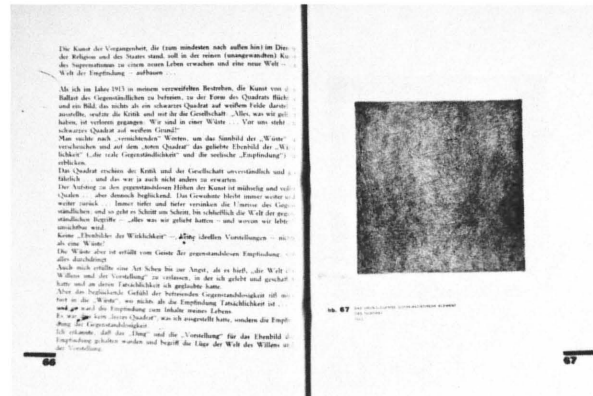 Die Kunst der Vergangenheit, die (zum mindesten nach außen hin) im
der Religion und des Staates stand, soll in der reinen (unangewandten)
des Suprematismus zu einem neuen Leben erwachen und eine neue Welt – 
Welt der Empfindung – aufbauen . . .
Als ich im Jahre 1913 in meinem verzweifelten Bestreben, die Kunst von
Ballast des Gegenständlichen zu befreien, zu der Form des Quadrats
und ein Bild, das nichts als ein schwarzes Quadrat auf weißem Felde
ausstellte, seufzte die Kritik und mit ihr die Gesellschaft: „Alles, was wir
haben, ist verloren gegangen. Wir sind in einer Wüste . . . Vor uns steht
schwarzes Quadrat auf weißem Grund!"
Man suchte nach „vernichtenden" Worten, um das Sinnbild der „Wüste"
verscheuchen und auf dem „toten Quadrat" das geliebte Ebenbild der
lichkeit" („die reale Gegenständlichkeit und die seelische „Empfindung")
erblicken.
Das Quadrat erschien der Kritik und der Gesellschaft unverständlich und
fährlich . . . und das war ja auch nicht anders zu erwarten.
Der Aufstieg zu den gegenstandslosen Höhen der Kunst ist mühselig und
Qualen . . . aber dennoch beglückend. Das Gewohnte bleibt immer weiter
weiter zurück . . . Immer tiefer und tiefer versinken die Umrisse des
ständlichen; und so geht es Schritt um Schritt, bis schließlich die Welt der
ständlichen Begriffe – „alles was wir geliebt hatten – und wovon wir
unsichtbar wird.
Keine „Ebenbilder der Wirklichkeit" –, keine ideellen Vorstellungen –
als eine Wüste!
Die Wüste aber ist erfüllt vom Geiste der gegenstandslosen Empfindung,
alles durchdringt.
Auch mich erfüllte eine Art Scheu bis zur Angst, als es hieß, „die Welt
Willens und der Vorstellung" zu verlassen, in der ich gelebt und
hatte und an deren Tatsächlichkeit ich geglaubt hatte.
Aber das beglückende Gefühl der befreienden Gegenstandslosigkeit riß
fort in die „Wüste", wo nichts als die Empfindung Tatsächlichkeit ist . . .
und so ward die Empfindung zum Inhalte meines Lebens.
Es war kein „leeres Quadrat", was ich ausgestellt hatte, sondern die
dung der Gegenstandslosigkeit.
Ich erkannte, daß das „Ding" und die „Vorstellung" für das Ebenbild
Empfindung gehalten wurden und begriff die Lüge der Welt des Willens
der Vorstellung.
66
67
67